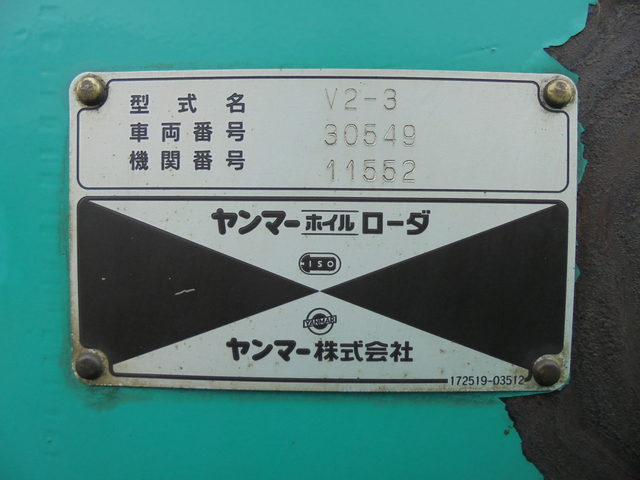 型式名 V2-3
車両番号 30549
機関番号 11552
ヤンマーホイルローダ
ISO
YANMAR
ヤンマー株式会社
172519-03512